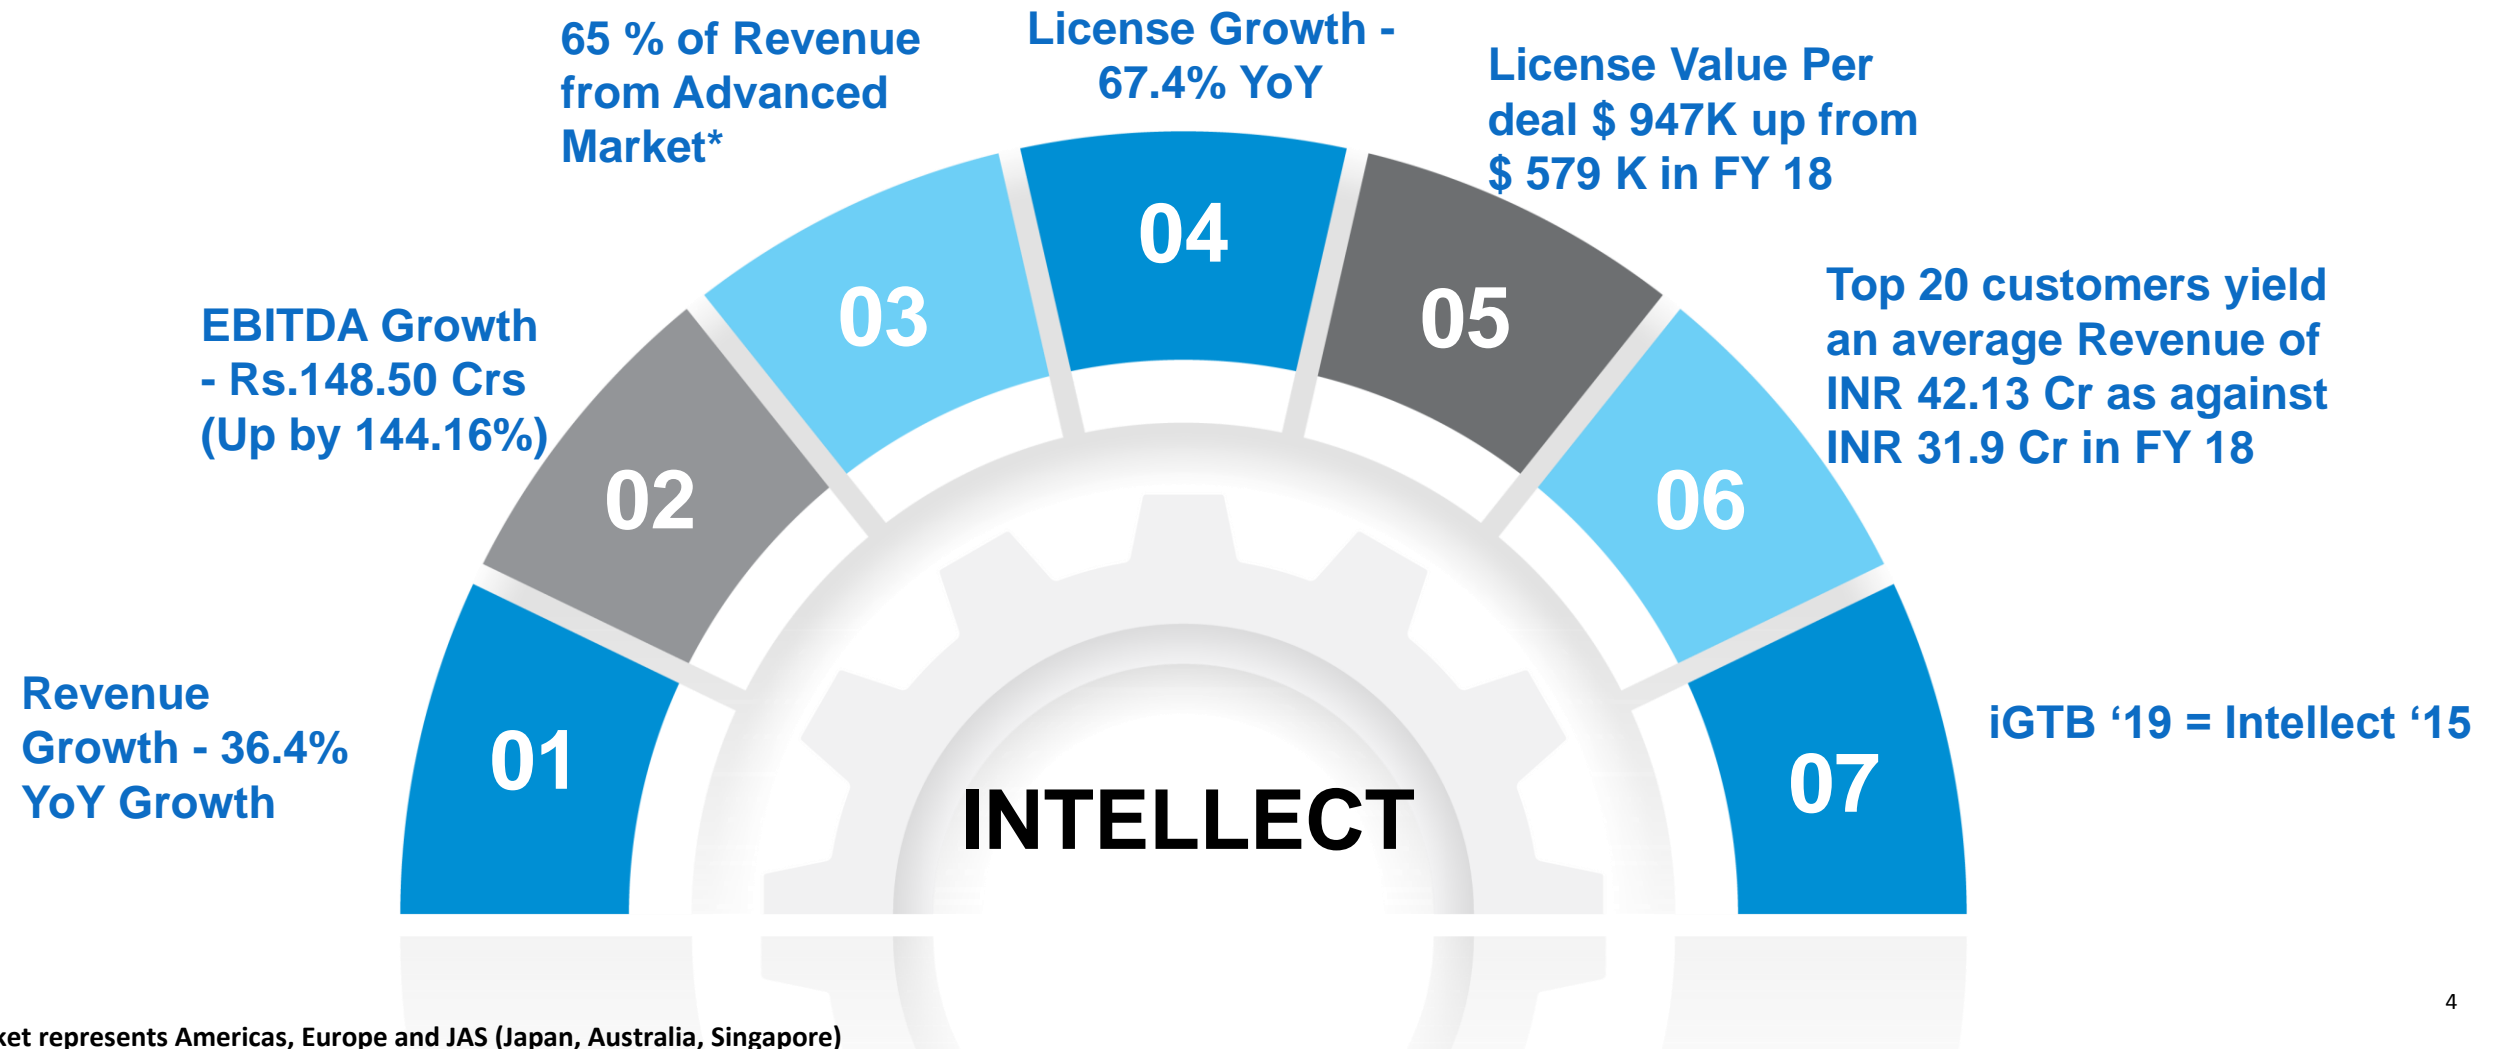 65 % of Revenue
from Advanced
Market*
License Growth -
67.4% YoY
License Value Per
deal $ 947K up from
$ 579 K in FY 18
EBITDA Growth
- Rs.148.50 Crs
(Up by 144.16%)
Top 20 customers yield
an average Revenue of
INR 42.13 Cr as against
INR 31.9 Cr in FY 18
Revenue
Growth - 36.4%
YoY Growth
iGTB ‘19 = Intellect ‘15
01
02
03
04
05
06
07
INTELLECT
4
represents Americas, Europe and JAS (Japan, Australia, Singapore)